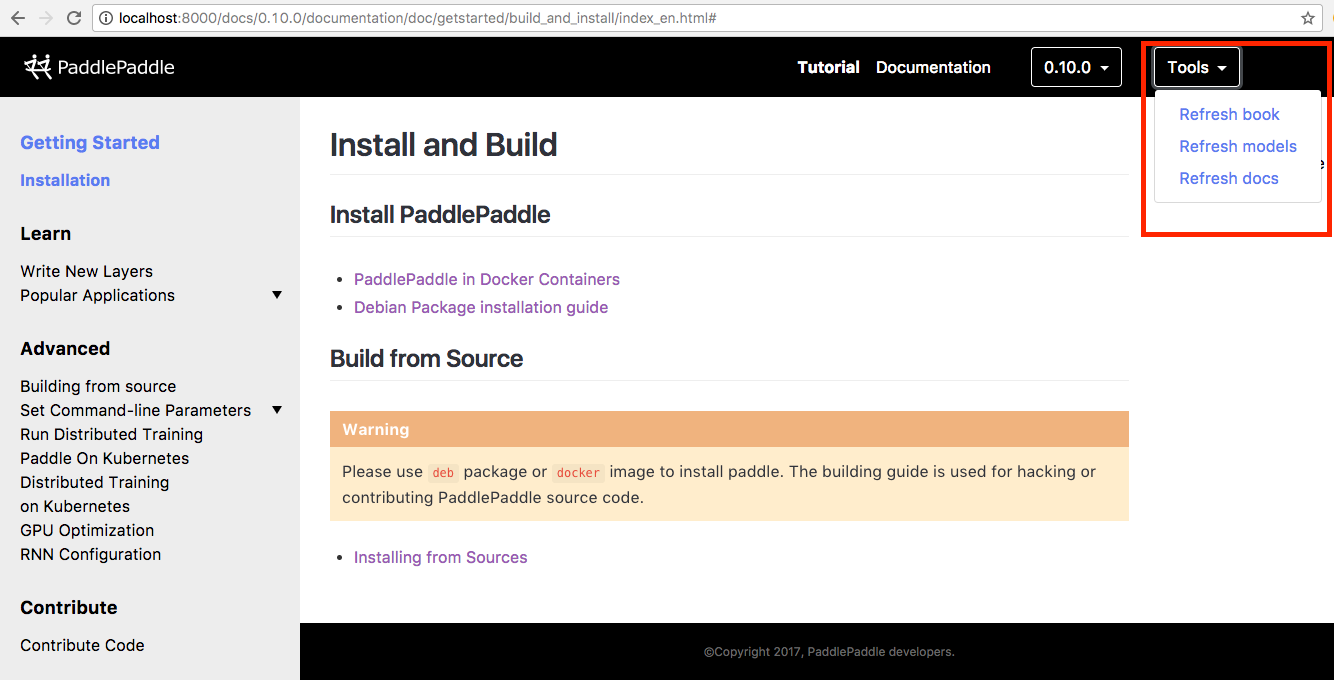 localhost:8000/docs/0.10.0/documentation/doc/getstarted/build_and_install/index_en.html#
PaddlePaddle
Tutorial
Documentation
0.10.0
Tools
Refresh book
Refresh models
Refresh docs
e
Getting Started
Installation
Learn
Write New Layers
Popular Applications
Advanced
Building from source
Set Command-line Parameters
Run Distributed Training
Paddle On Kubernetes
Distributed Training
on Kubernetes
GPU Optimization
RNN Configuration
Contribute
Contribute Code
Install and Build
Install PaddlePaddle
PaddlePaddle in Docker Containers
Debian Package installation guide
Build from Source
Warning
Please use deb package or docker image to install paddle. The building guide is used for hacking or
contributing PaddlePaddle source code.
Installing from Sources
©Copyright 2017, PaddlePaddle developers.